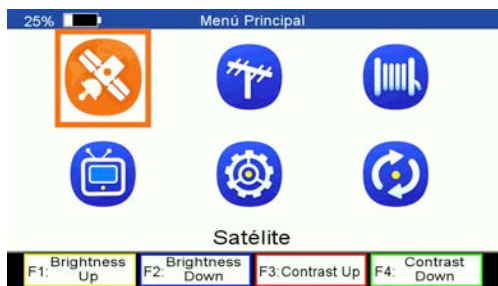 25% Menú Principal
Satélite
F1: Brightness Up F2: Brightness Down F3:Contrast Up F4: Contrast Down